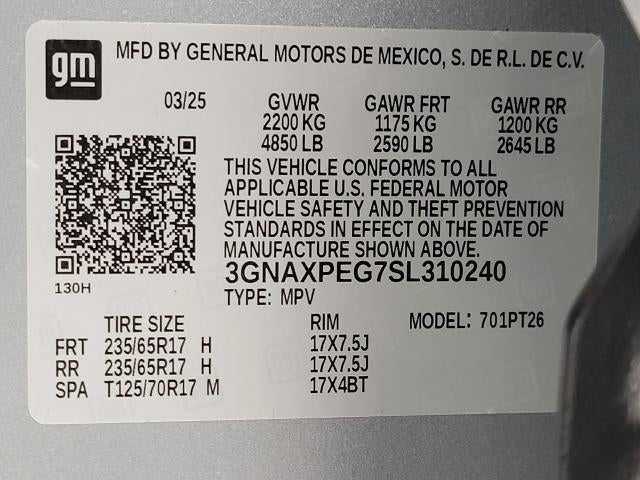 gm
MFD BY GENERAL MOTORS DE MEXICO, S. DE R.L. DE C.V.
03/25 GVWR GAWR FRT GAWR RR
2200 KG 1175 KG 1200 KG
4850 LB 2590 LB 2645 LB
THIS VEHICLE CONFORMS TO ALL
APPLICABLE U.S. FEDERAL MOTOR
VEHICLE SAFETY AND THEFT PREVENTION
STANDARDS IN EFFECT ON THE DATE OF
MANUFACTURE SHOWN ABOVE.
3GNAXPEG7SL310240
130H
TYPE: MPV
TIRE SIZE RIM MODEL: 701PT26
FRT 235/65R17 H 17X7.5J
RR 235/65R17 H 17X7.5J
SPA T125/70R17 M 17X4BT